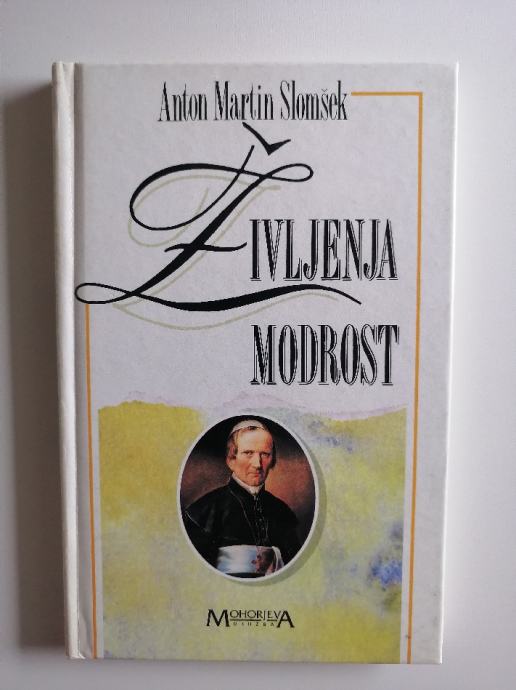 Anton Martin Slomšek
ŽIVLJENJA
MODROST
MOHORJEVA
DRUŽBA